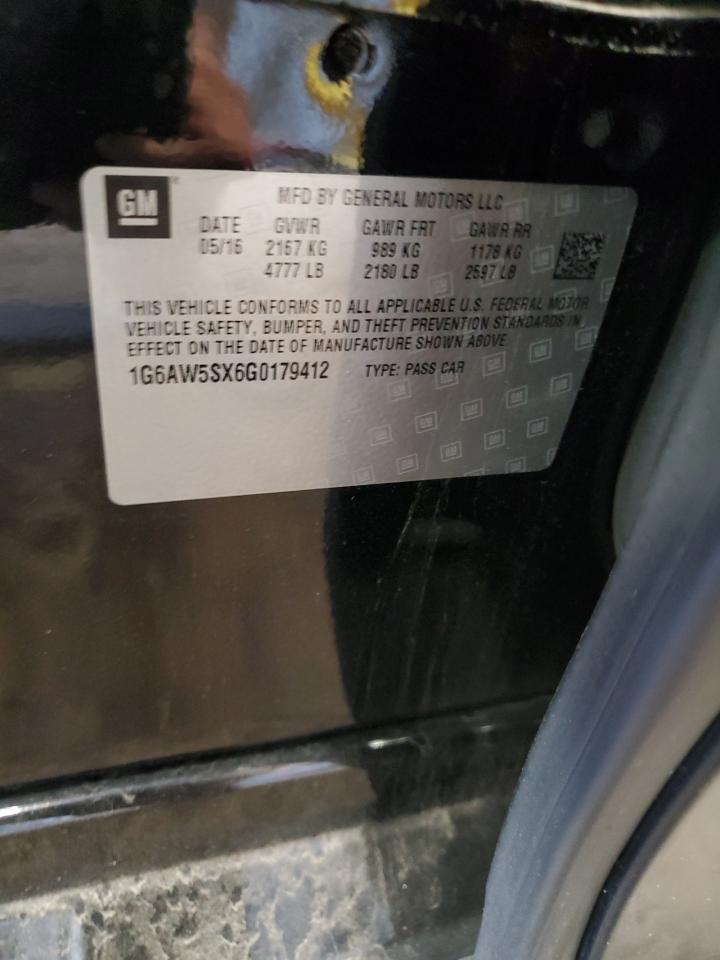 GM
MFD BY GENERAL MOTORS LLC
DATE GVWR GAWR FRT GAWR RR
05/16 2167 KG 989 KG 1178 KG
4777 LB 2180 LB 2597 LB
THIS VEHICLE CONFORMS TO ALL APPLICABLE U.S. FEDERAL MOTOR
VEHICLE SAFETY, BUMPER, AND THEFT PREVENTION STANDARDS IN
EFFECT ON THE DATE OF MANUFACTURE SHOWN ABOVE.
1G6AW5SX6G0179412 TYPE: PASS CAR